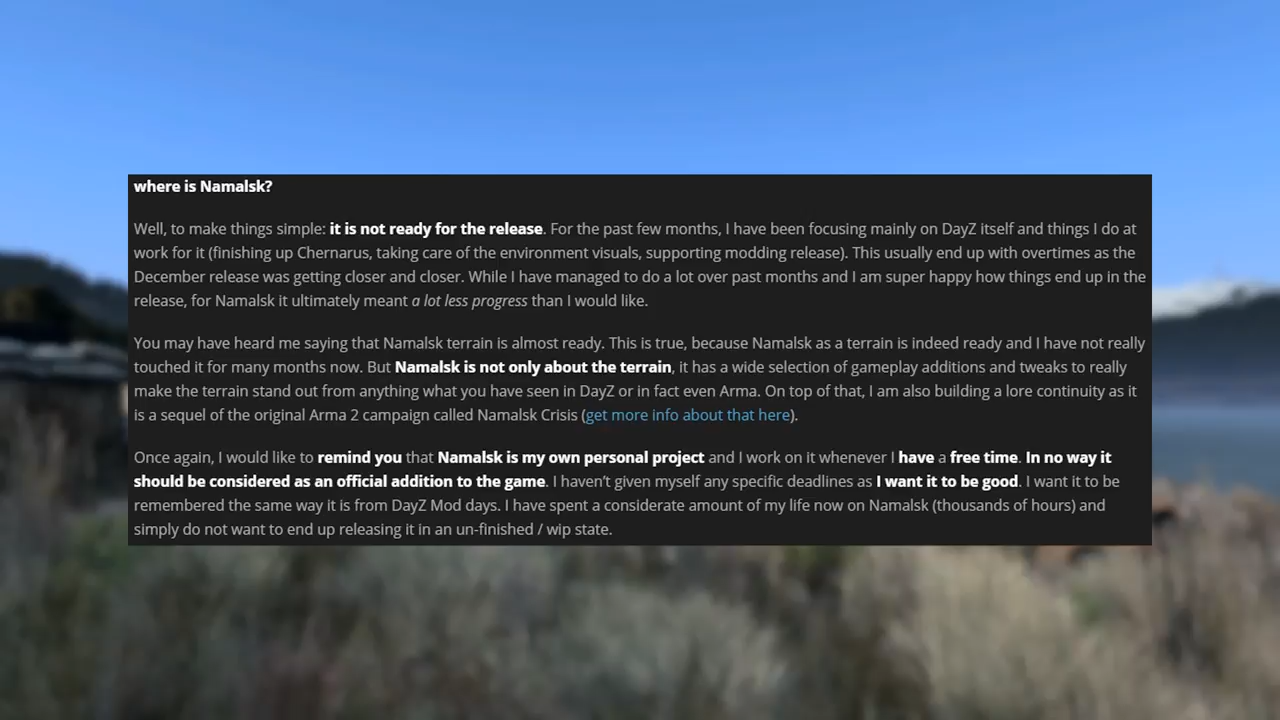 where is Namalsk?
Well, to make things simple: it is not ready for the release. For the past few months, I have been focusing mainly on DayZ itself and things I do at
work for it (finishing up Chernarus, taking care of the environment visuals, supporting modding release). This usually end up with overtimes as the
December release was getting closer and closer. While I have managed to do a lot over past months and I am super happy how things end up in the
release, for Namalsk it ultimately meant a lot less progress than I would like.
You may have heard me saying that Namalsk terrain is almost ready. This is true, because Namalsk as a terrain is indeed ready and I have not really
touched it for many months now. But Namalsk is not only about the terrain, it has a wide selection of gameplay additions and tweaks to really
make the terrain stand out from anything what you have seen in DayZ or in fact even Arma. On top of that, I am also building a lore continuity as it
is a sequel of the original Arma 2 campaign called Namalsk Crisis (get more info about that here).
Once again, I would like to remind you that Namalsk is my own personal project and I work on it whenever I have a free time. In no way it
should be considered as an official addition to the game. I haven't given myself any specific deadlines as I want it to be good. I want it to be
remembered the same way it is from DayZ Mod days. I have spent a considerate amount of my life now on Namalsk (thousands of hours) and
simply do not want to end up releasing it in an un-finished / wip state.